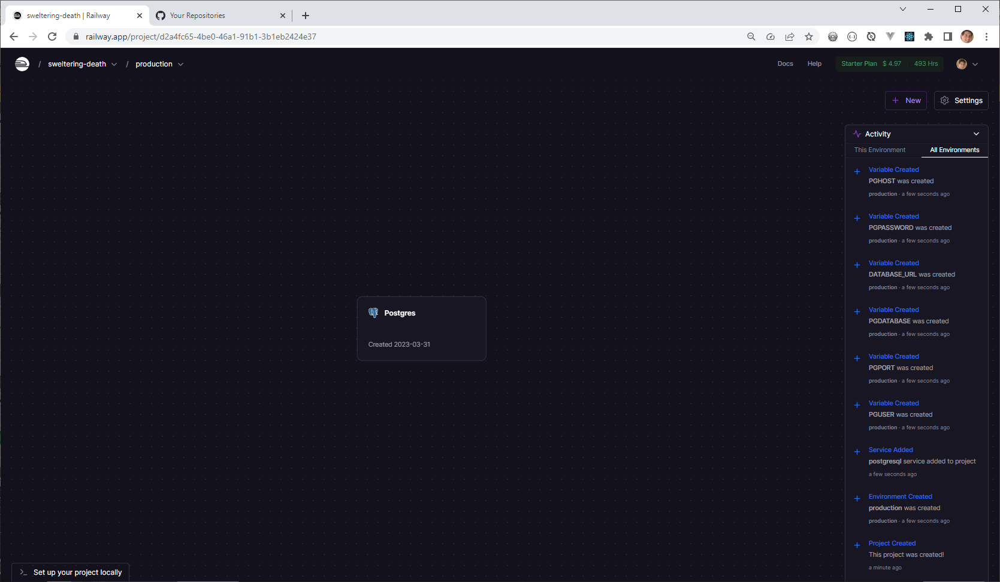 sweltering-death | Railway
Your Repositories
railway.app/project/d2a4fc65-4be0-46a1-91b1-3b1eb2424e37
/ sweltering-death / production
Docs Help Starter Plan $ 4.97 493 Hrs
New Settings
Activity
This Environment All Environments
Variable Created
PGHOST was created
production · a few seconds ago
Variable Created
PGPASSWORD was created
production · a few seconds ago
Variable Created
DATABASE_URL was created
production · a few seconds ago
Variable Created
PGDATABASE was created
production · a few seconds ago
Variable Created
PGPORT was created
production · a few seconds ago
Variable Created
PGUSER was created
production · a few seconds ago
Service Added
postgresql service added to project
a few seconds ago
Environment Created
production was created
production · a few seconds ago
Project Created
This project was created!
a minute ago
Postgres
Created 2023-03-31
Set up your project locally